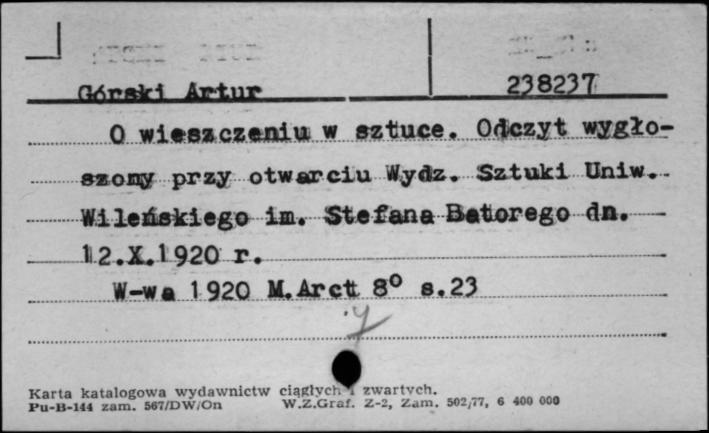 Górski Artur 238237
O wieszczeniu w sztuce. Odczyt wygło-
szony przy otwarciu Wydz. Sztuki Uniw.
Wileńskiego im. Stefana Batorego dn.
12.X.1920 r.
W-wa 1920 M.Arct 8° s.23
Karta katalogowa wydawnictw ciągłych i zwartych.
Pu-B-144 zam. 567/DW/On W.Z.Graf. Z-2, Zam. 502/77, 6 400 000